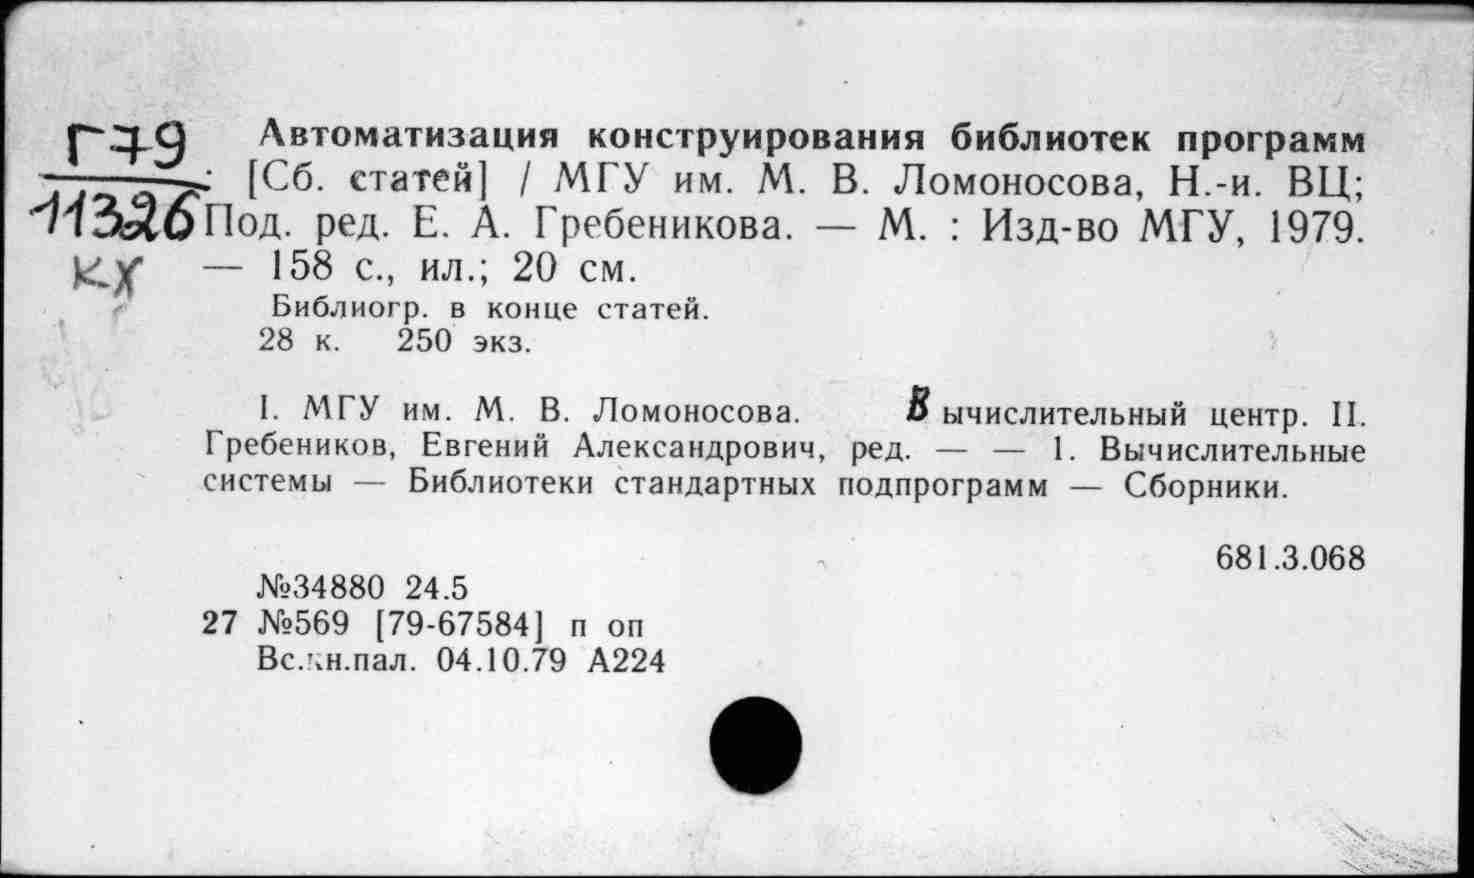 Г79 Автоматизация конструирования библиотек программ
: [Сб. статей] / МГУ им. М. В. Ломоносова, Н.-и. ВЦ;
11326 Под. ред. Е. А. Гребеникова. — М. : Изд-во МГУ, 1979.
кх — 158 с., ил.; 20 см.
Библиогр. в конце статей.
28 к. 250 экз.
I. МГУ им. М. В. Ломоносова. Вычислительный центр. II.
Гребеников, Евгений Александрович, ред. — — 1. Вычислительные
системы — Библиотеки стандартных подпрограмм — Сборники.
681.3.068
№34880 24.5
27 №569 [79-67584] п оп
Вс.кн.пал. 04.10.79 А224